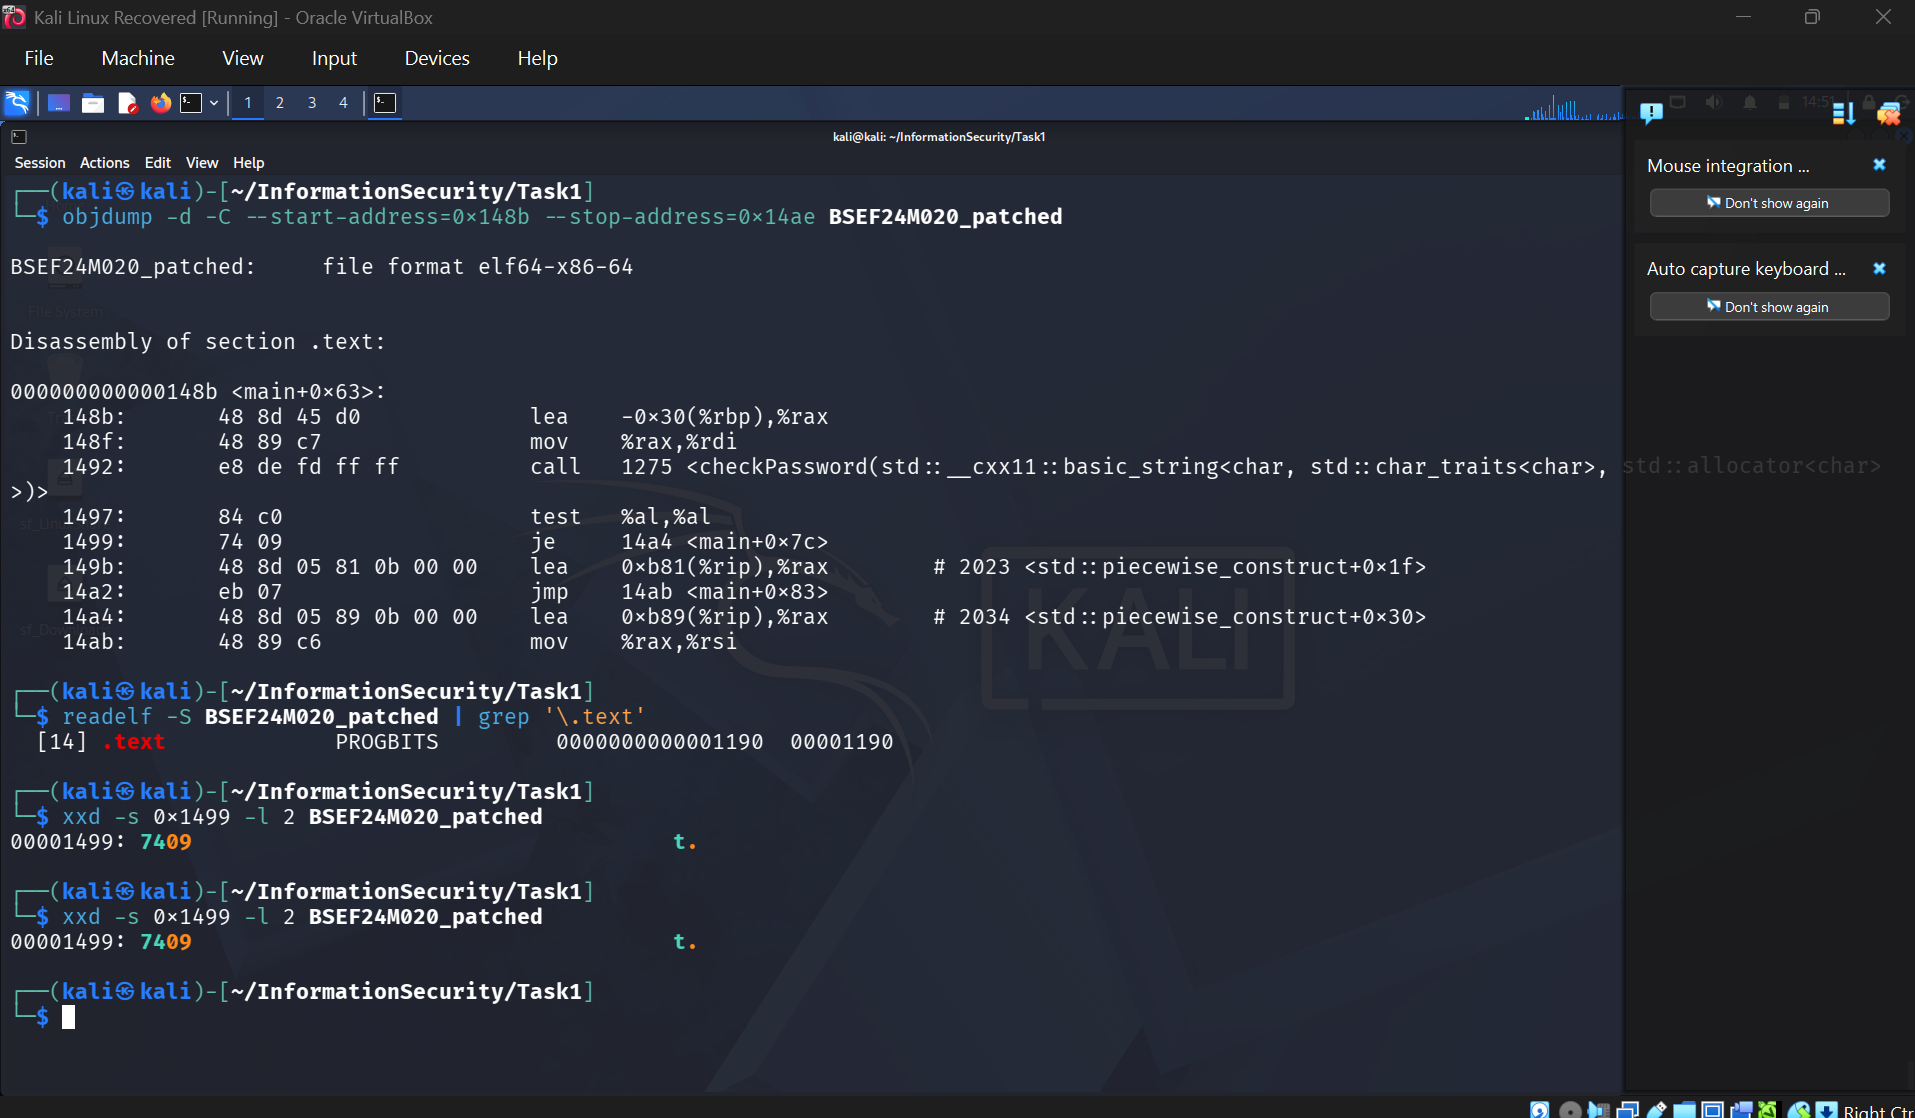 Kali Linux Recovered [Running] - Oracle VirtualBox
File Machine View Input Devices Help
1 2 3 4
14:51
kali@kali: ~/InformationSecurity/Task1
Session Actions Edit View Help
┌──(kali㉿kali)-[~/InformationSecurity/Task1]
└─$ objdump -d -C --start-address=0×148b --stop-address=0×14ae BSEF24M020_patched
BSEF24M020_patched:     file format elf64-x86-64
File System
Disassembly of section .text:
000000000000148b <main+0×63>:
    148b:       48 8d 45 d0             lea    -0×30(%rbp),%rax
    148f:       48 89 c7                mov    %rax,%rdi
    1492:       e8 de fd ff ff          call   1275 <checkPassword(std::__cxx11::basic_string<char, std::char_traits<char>, std::allocator<char>
>)>
    1497:       84 c0                   test   %al,%al
    1499:       74 09                   je     14a4 <main+0×7c>
    149b:       48 8d 05 81 0b 00 00    lea    0×b81(%rip),%rax        # 2023 <std::piecewise_construct+0×1f>
    14a2:       eb 07                   jmp    14ab <main+0×83>
    14a4:       48 8d 05 89 0b 00 00    lea    0×b89(%rip),%rax        # 2034 <std::piecewise_construct+0×30>
    14ab:       48 89 c6                mov    %rax,%rsi
KALI
┌──(kali㉿kali)-[~/InformationSecurity/Task1]
└─$ readelf -S BSEF24M020_patched | grep '\.text'
  [14] .text             PROGBITS         0000000000001190  00001190
┌──(kali㉿kali)-[~/InformationSecurity/Task1]
└─$ xxd -s 0×1499 -l 2 BSEF24M020_patched
00001499: 7409                                     t.
┌──(kali㉿kali)-[~/InformationSecurity/Task1]
└─$ xxd -s 0×1499 -l 2 BSEF24M020_patched
00001499: 7409                                     t.
┌──(kali㉿kali)-[~/InformationSecurity/Task1]
└─$
Mouse integration ...
Don't show again
Auto capture keyboard ...
Don't show again
Right Ctr